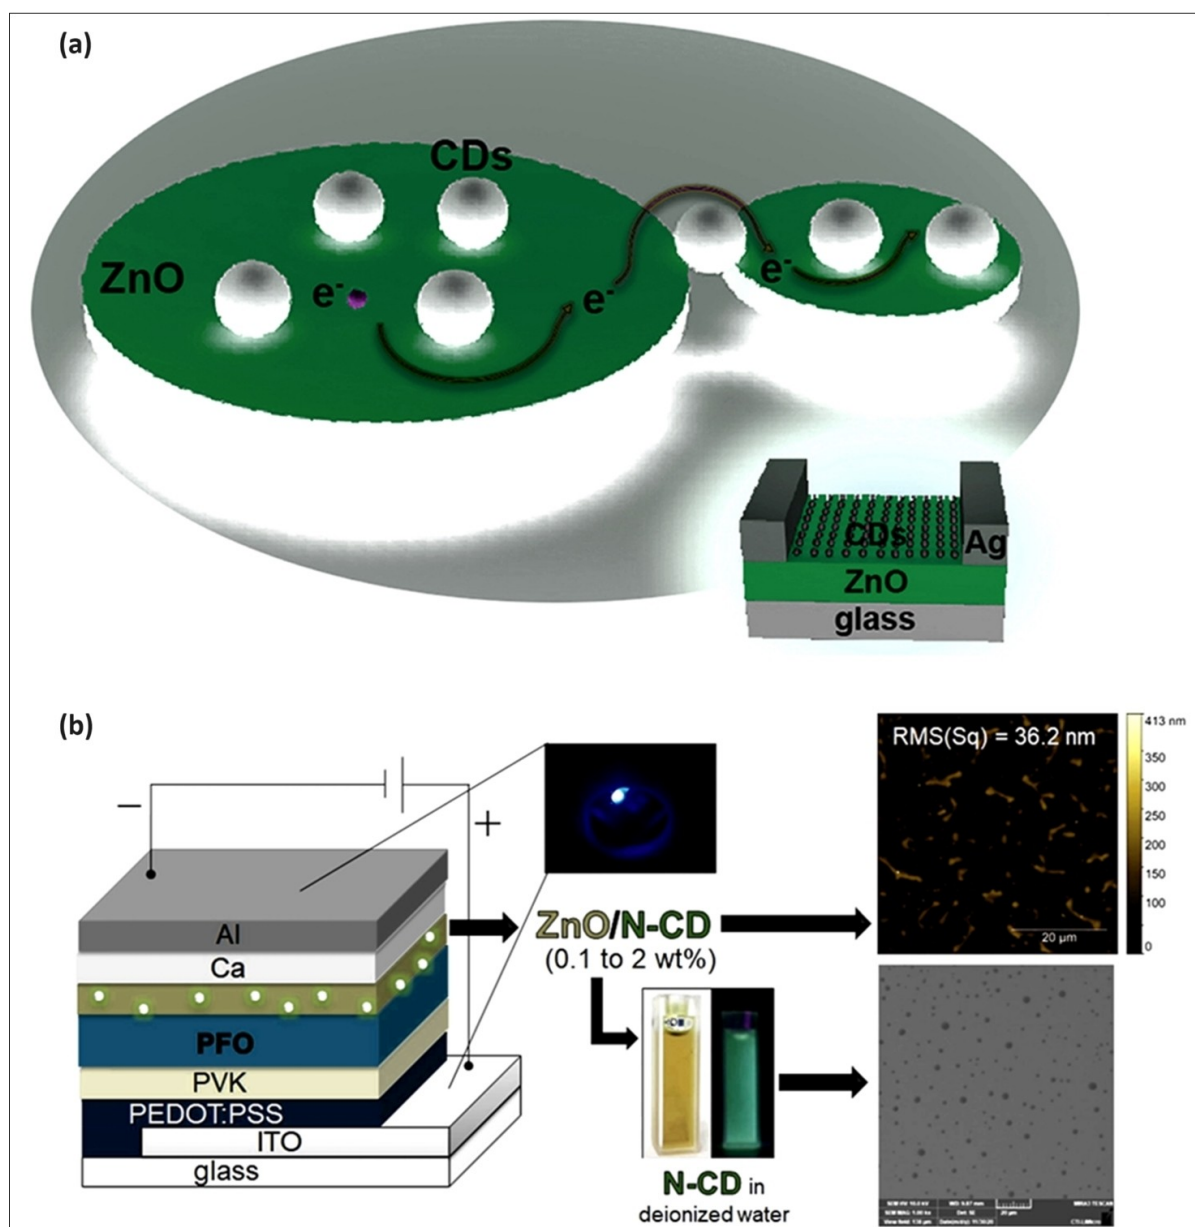 (a)
CDs
ZnO
e-
e-
e-
CDs
Ag
ZnO
glass
(b)
−
+
RMS(Sq) = 36.2 nm
413 nm
350
300
250
200
150
100
0
20 µm
Al
Ca
PFO
PVK
PEDOT:PSS
ITO
glass
ZnO/N-CD
(0.1 to 2 wt%)
N-CD in
deionized water
20 µm